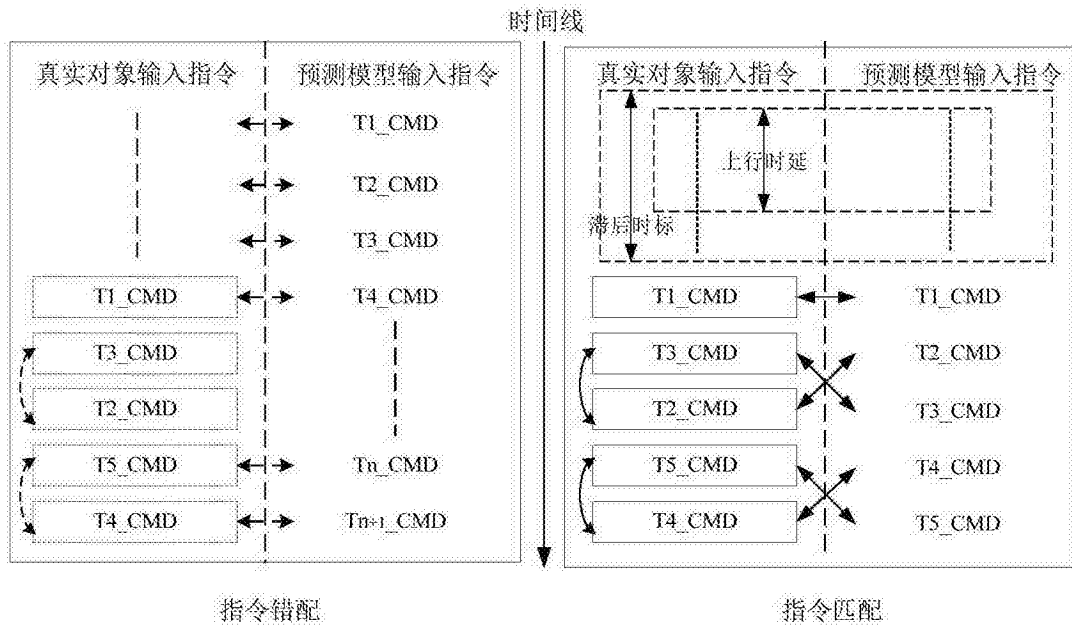 时间线
真实对象输入指令
预测模型输入指令
T1_CMD
T2_CMD
T3_CMD
T1_CMD
T4_CMD
T3_CMD
T2_CMD
T5_CMD
Tn_CMD
T4_CMD
Tn+1_CMD
指令错配
真实对象输入指令
预测模型输入指令
上行时延
滞后时标
T1_CMD
T1_CMD
T3_CMD
T2_CMD
T2_CMD
T3_CMD
T5_CMD
T4_CMD
T4_CMD
T5_CMD
指令匹配